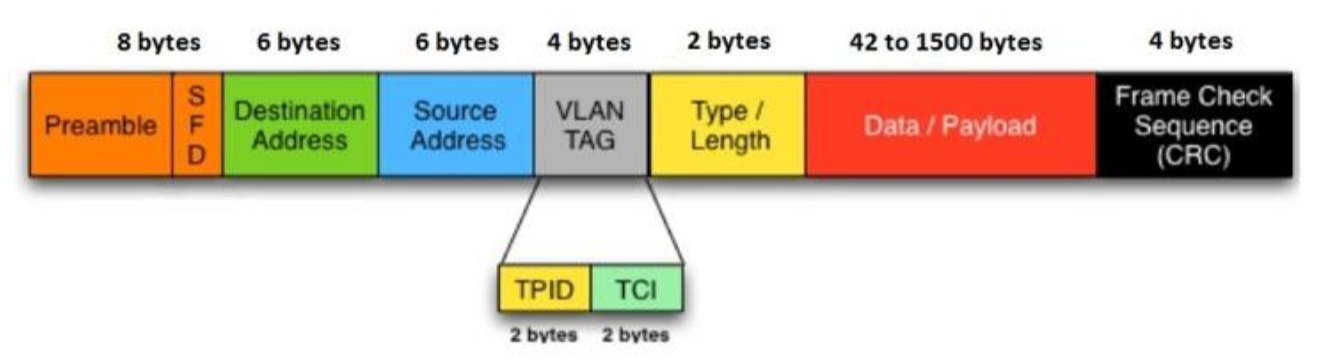 8 bytes 6 bytes 6 bytes 4 bytes 2 bytes 42 to 1500 bytes 4 bytes
Preamble
S
F
D
Destination
Address
Source
Address
VLAN
TAG
Type /
Length
Data / Payload
Frame Check
Sequence
(CRC)
TPID TCI
2 bytes 2 bytes